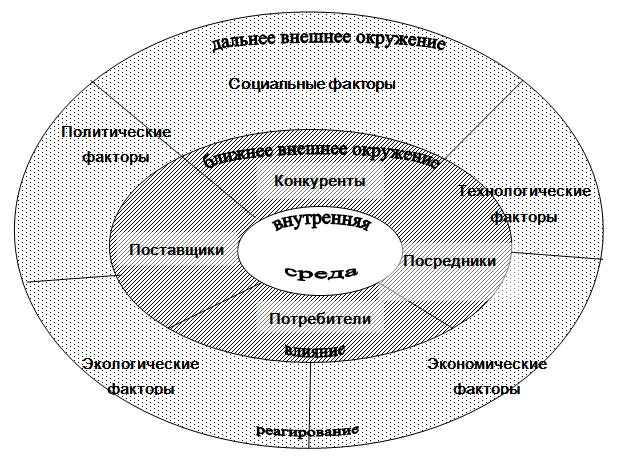 дальнее внешнее окружение
Социальные факторы
Политические
факторы
ближнее внешнее окружение
Конкуренты
Технологические
факторы
внутренняя
среда
Поставщики
Посредники
Потребители
влияние
Экологические
факторы
Экономические
факторы
реагирование